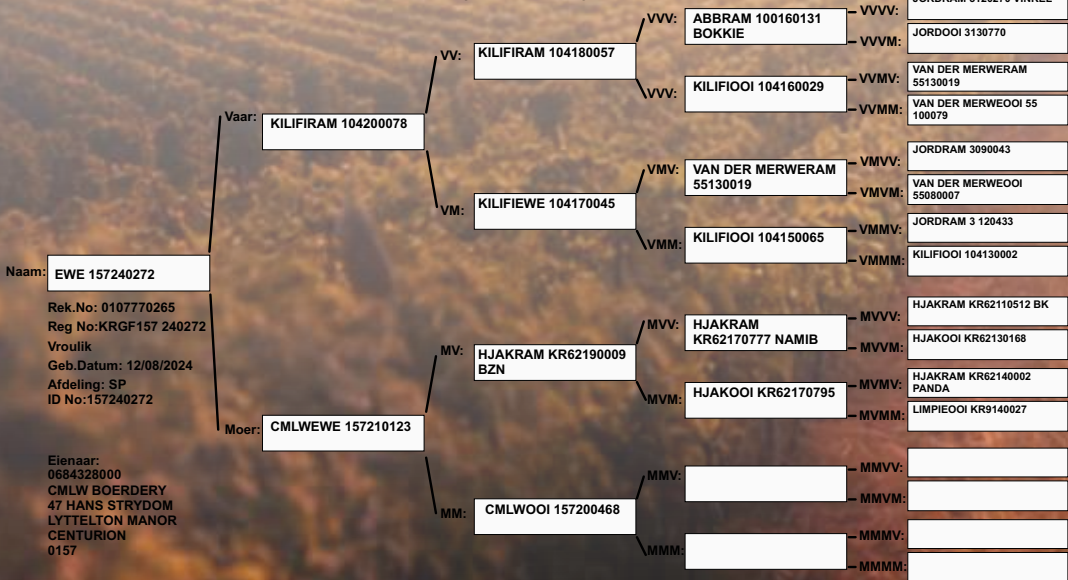 Naam:
EWE 157240272
Rek.No: 0107770265
Reg No:KRGF157 240272
Vroulik
Geb.Datum: 12/08/2024
Afdeling: SP
ID No:157240272
Eienaar:
0684328000
CMLW BOERDERY
47 HANS STRYDOM
LYTTELTON MANOR
CENTURION
0157
Vaar:
KILIFIRAM 104200078
Moer:
CMLWEWE 157210123
VV:
KILIFIRAM 104180057
VM:
KILIFIEWE 104170045
MV:
HJAKRAM KR62190009
BZN
MM:
CMLWOOI 157200468
VVV:
ABBRAM 100160131
BOKKIE
VVV:
KILIFIOOI 104160029
VMV:
VAN DER MERWERAM
55130019
VMM:
KILIFIOOI 104150065
MVV:
HJAKRAM
KR62170777 NAMIB
MVM:
HJAKOOI KR62170795
MMV:
MMM:
VVVV:
VVVM:
JORDOOI 3130770
VVMV:
VAN DER MERWERAM
55130019
VVMM:
VAN DER MERWEOOI 55
100079
VMVV:
JORDRAM 3090043
VMVM:
VAN DER MERWEOOI
55080007
VMMV:
JORDRAM 3 120433
VMMM:
KILIFIOOI 104130002
MVVV:
HJAKRAM KR62110512 BK
MVVM:
HJAKOOI KR62130168
MVMV:
HJAKRAM KR62140002
PANDA
MVMM:
LIMPIEOOI KR9140027
MMVV:
MMVM:
MMMV:
MMMM: